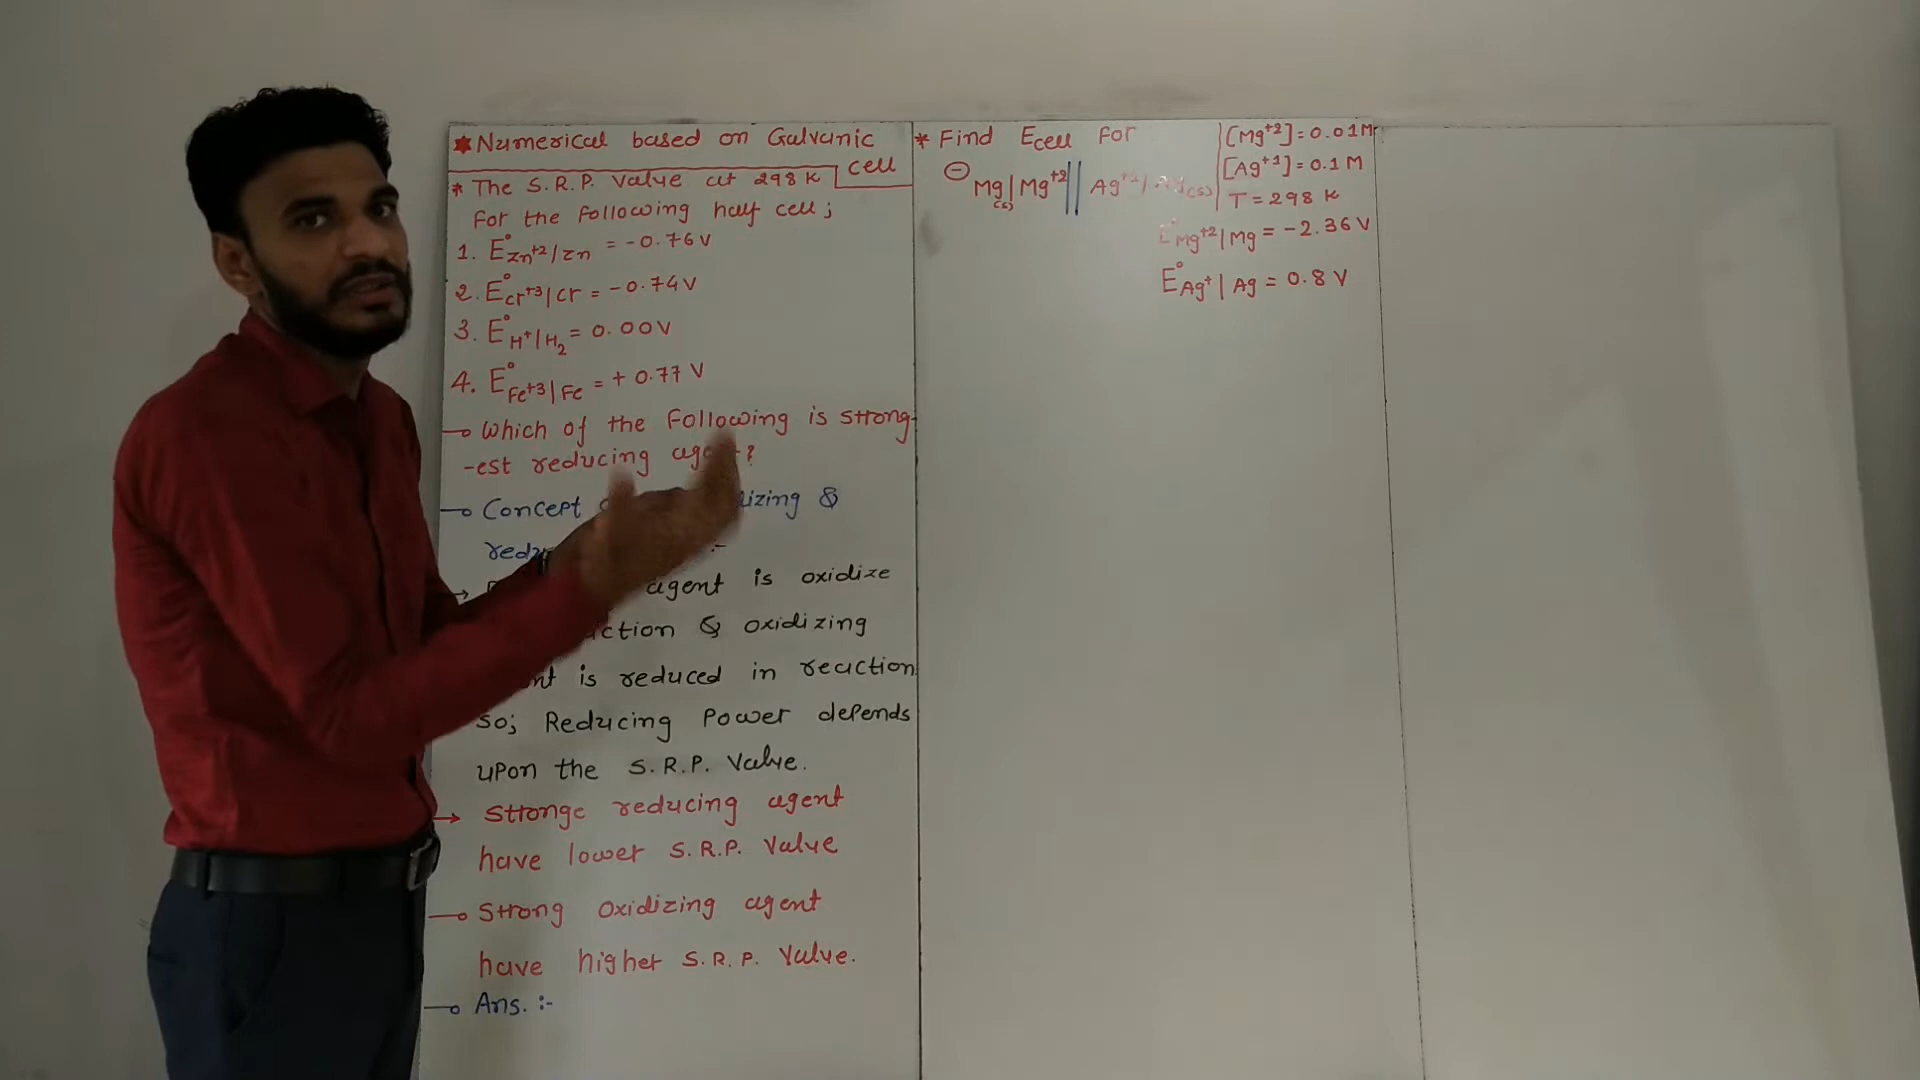 * Numerical based on Galvanic
cell
* The S.R.P. Value at 298 K
For the Following half cell;
1. E°Zn+2/Zn = -0.76 V
2. E°Cr+3|Cr = -0.74 V
3. E°H+|H2 = 0.00V
4. E°Fe+3|Fe = + 0.77 V
Which of the Following is strong-
-est reducing ?
Concept izing &
:-
agent is oxidize
& oxidizing
is reduced in reaction
So; Reducing Power depends
upon the S.R.P. Value.
→ Stronge reducing agent
have lower S.R.P. Value
Strong Oxidizing agent
have higher S.R.P. Value.
Ans. :-
* Find Ecell For
⊖ Mg(s)|Mg+2||
[Mg+2] = 0.01M
[Ag+1] = 0.1 M
T = 298 K
Mg+2|Mg = -2.36 V
E°Ag+|Ag = 0.8 V